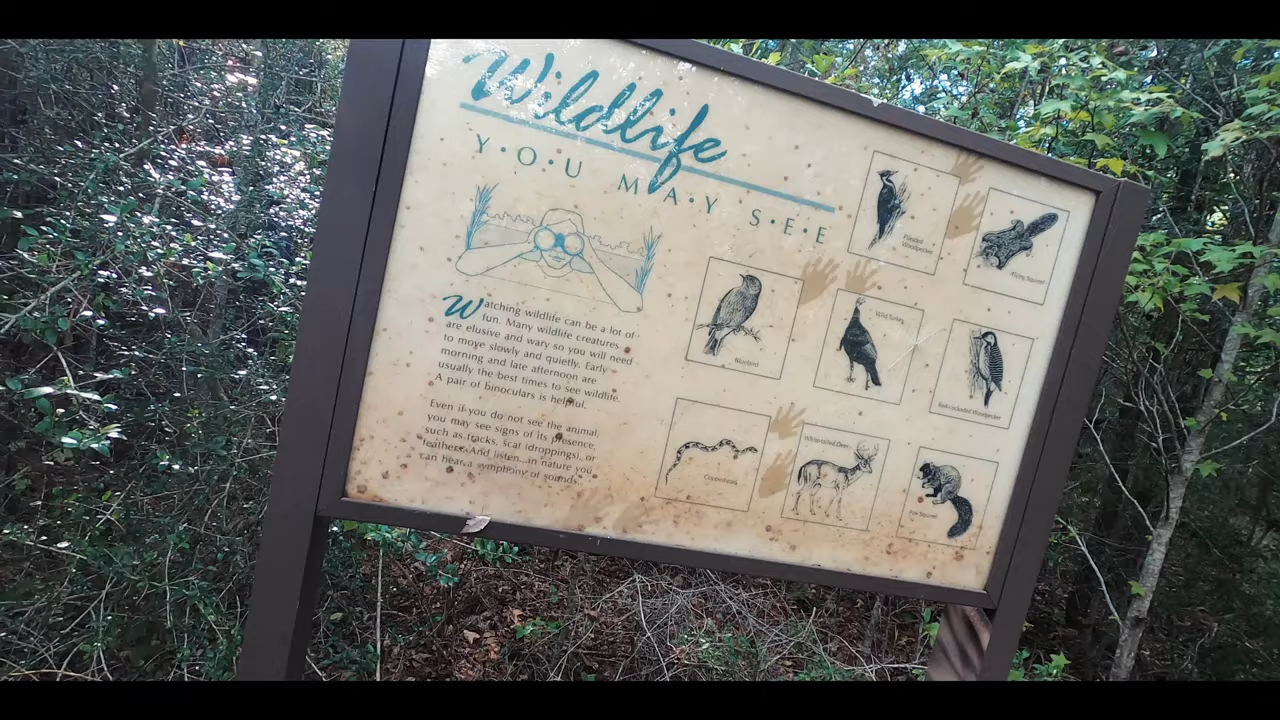 Wildlife
Y·O·U M·A·Y S·E·E
Watching wildlife can be a lot of
fun. Many wildlife creatures
are elusive and wary so you will need
to move slowly and quietly. Early
morning and late afternoon are
usually the best times to see wildlife.
A pair of binoculars is helpful.
Even if you do not see the animal,
you may see signs of its presence,
such as tracks, scat (droppings), or
feathers. And listen...in nature you
can hear a symphony of sounds.
Pileated
Woodpecker
Flying Squirrel
Bluebird
Wild Turkey
Red-cockaded Woodpecker
Copperhead
White-tailed Deer
Fox Squirrel